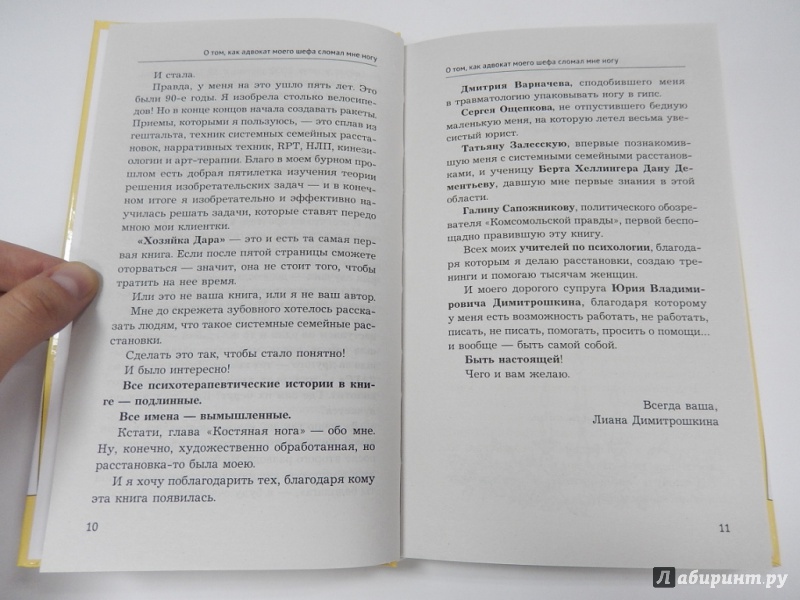 О том, как адвокат моего шефа сломал мне ногу
И стала.
Правда, у меня на это ушло пять лет. Это
были 90-е годы. Я изобрела столько велосипе-
дов! Но в конце концов начала создавать ракеты.
Приемы, которыми я пользуюсь, — это сплав из
гештальта, техник системных семейных расста-
новок, нарративных техник, RPT, НЛП, кинези-
ологии и арт-терапии. Благо в моем бурном про-
шлом есть добрая пятилетка изучения теории
решения изобретательских задач — и в конеч-
ном итоге я изобретательно и эффективно на-
училась решать задачи, которые ставят передо
мною мои клиентки.
«Хозяйка Дара» — это и есть та самая пер-
вая книга. Если после пятой страницы сможете
оторваться — значит, она не стоит того, чтобы
тратить на нее время.
Или это не ваша книга, или я не ваш автор.
Мне до скрежета зубовного хотелось расска-
зать людям, что такое системные семейные рас-
становки.
Сделать это так, чтобы стало понятно!
И было интересно!
Все психотерапевтические истории в кни-
ге — подлинные.
Все имена — вымышленные.
Кстати, глава «Костяная нога» — обо мне.
Ну, конечно, художественно обработанная, но
расстановка-то была моею.
И я хочу поблагодарить тех, благодаря кому
эта книга появилась.
10
О том, как адвокат моего шефа сломал мне ногу
Дмитрия Варначева, сподобившего меня
в травматологию упаковывать ногу в гипс.
Сергея Ощепкова, не отпустившего бедную
маленькую меня, на которую летел весьма уве-
систый юрист.
Татьяну Залесскую, впервые познакомив-
шую меня с системными семейными расстанов-
ками, и ученицу Берта Хеллингера Дану Де-
ментьеву, давшую мне первые знания в этой
области.
Галину Сапожникову, политического обозре-
вателя «Комсомольской правды», первой беспо-
щадно правившую эту книгу.
Всех моих учителей по психологии, благода-
ря которым я делаю расстановки, создаю тре-
нинги и помогаю тысячам женщин.
И моего дорогого супруга Юрия Владими-
ровича Димитрошкина, благодаря которому
у меня есть возможность работать, не работать,
писать, не писать, помогать, просить о помощи...
и вообще — быть самой собой.
Быть настоящей!
Чего и вам желаю.
Всегда ваша,
Лиана Димитрошкина
11
Лабиринт.ру